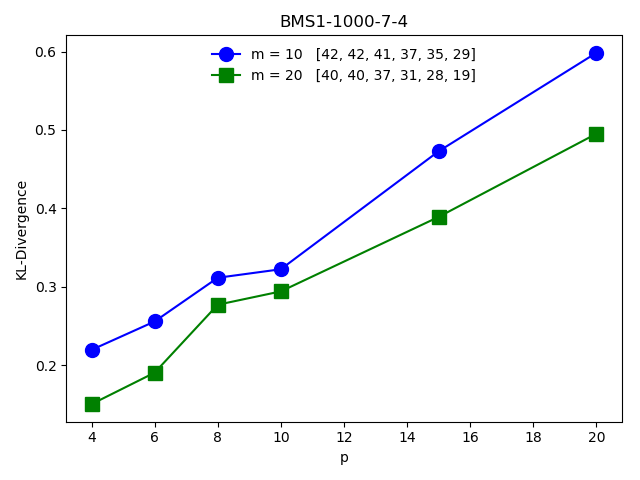 BMS1-1000-7-4
m = 10 [42, 42, 41, 37, 35, 29]
m = 20 [40, 40, 37, 31, 28, 19]
KL-Divergence
0.6
0.5
0.4
0.3
0.2
4 6 8 10 12 14 16 18 20
p